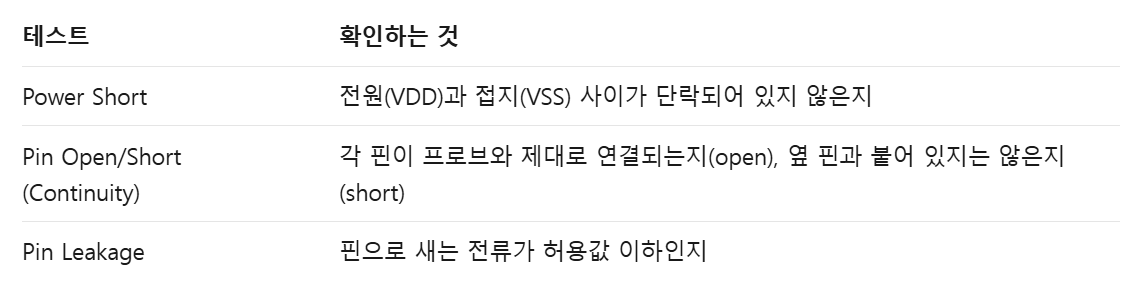 테스트 확인하는 것
Power Short 전원(VDD)과 접지(VSS) 사이가 단락되어 있지 않은지
Pin Open/Short 각 핀이 프로브와 제대로 연결되는지(open), 옆 핀과 붙어 있지는 않은지
(Continuity) (short)
Pin Leakage 핀으로 새는 전류가 허용값 이하인지